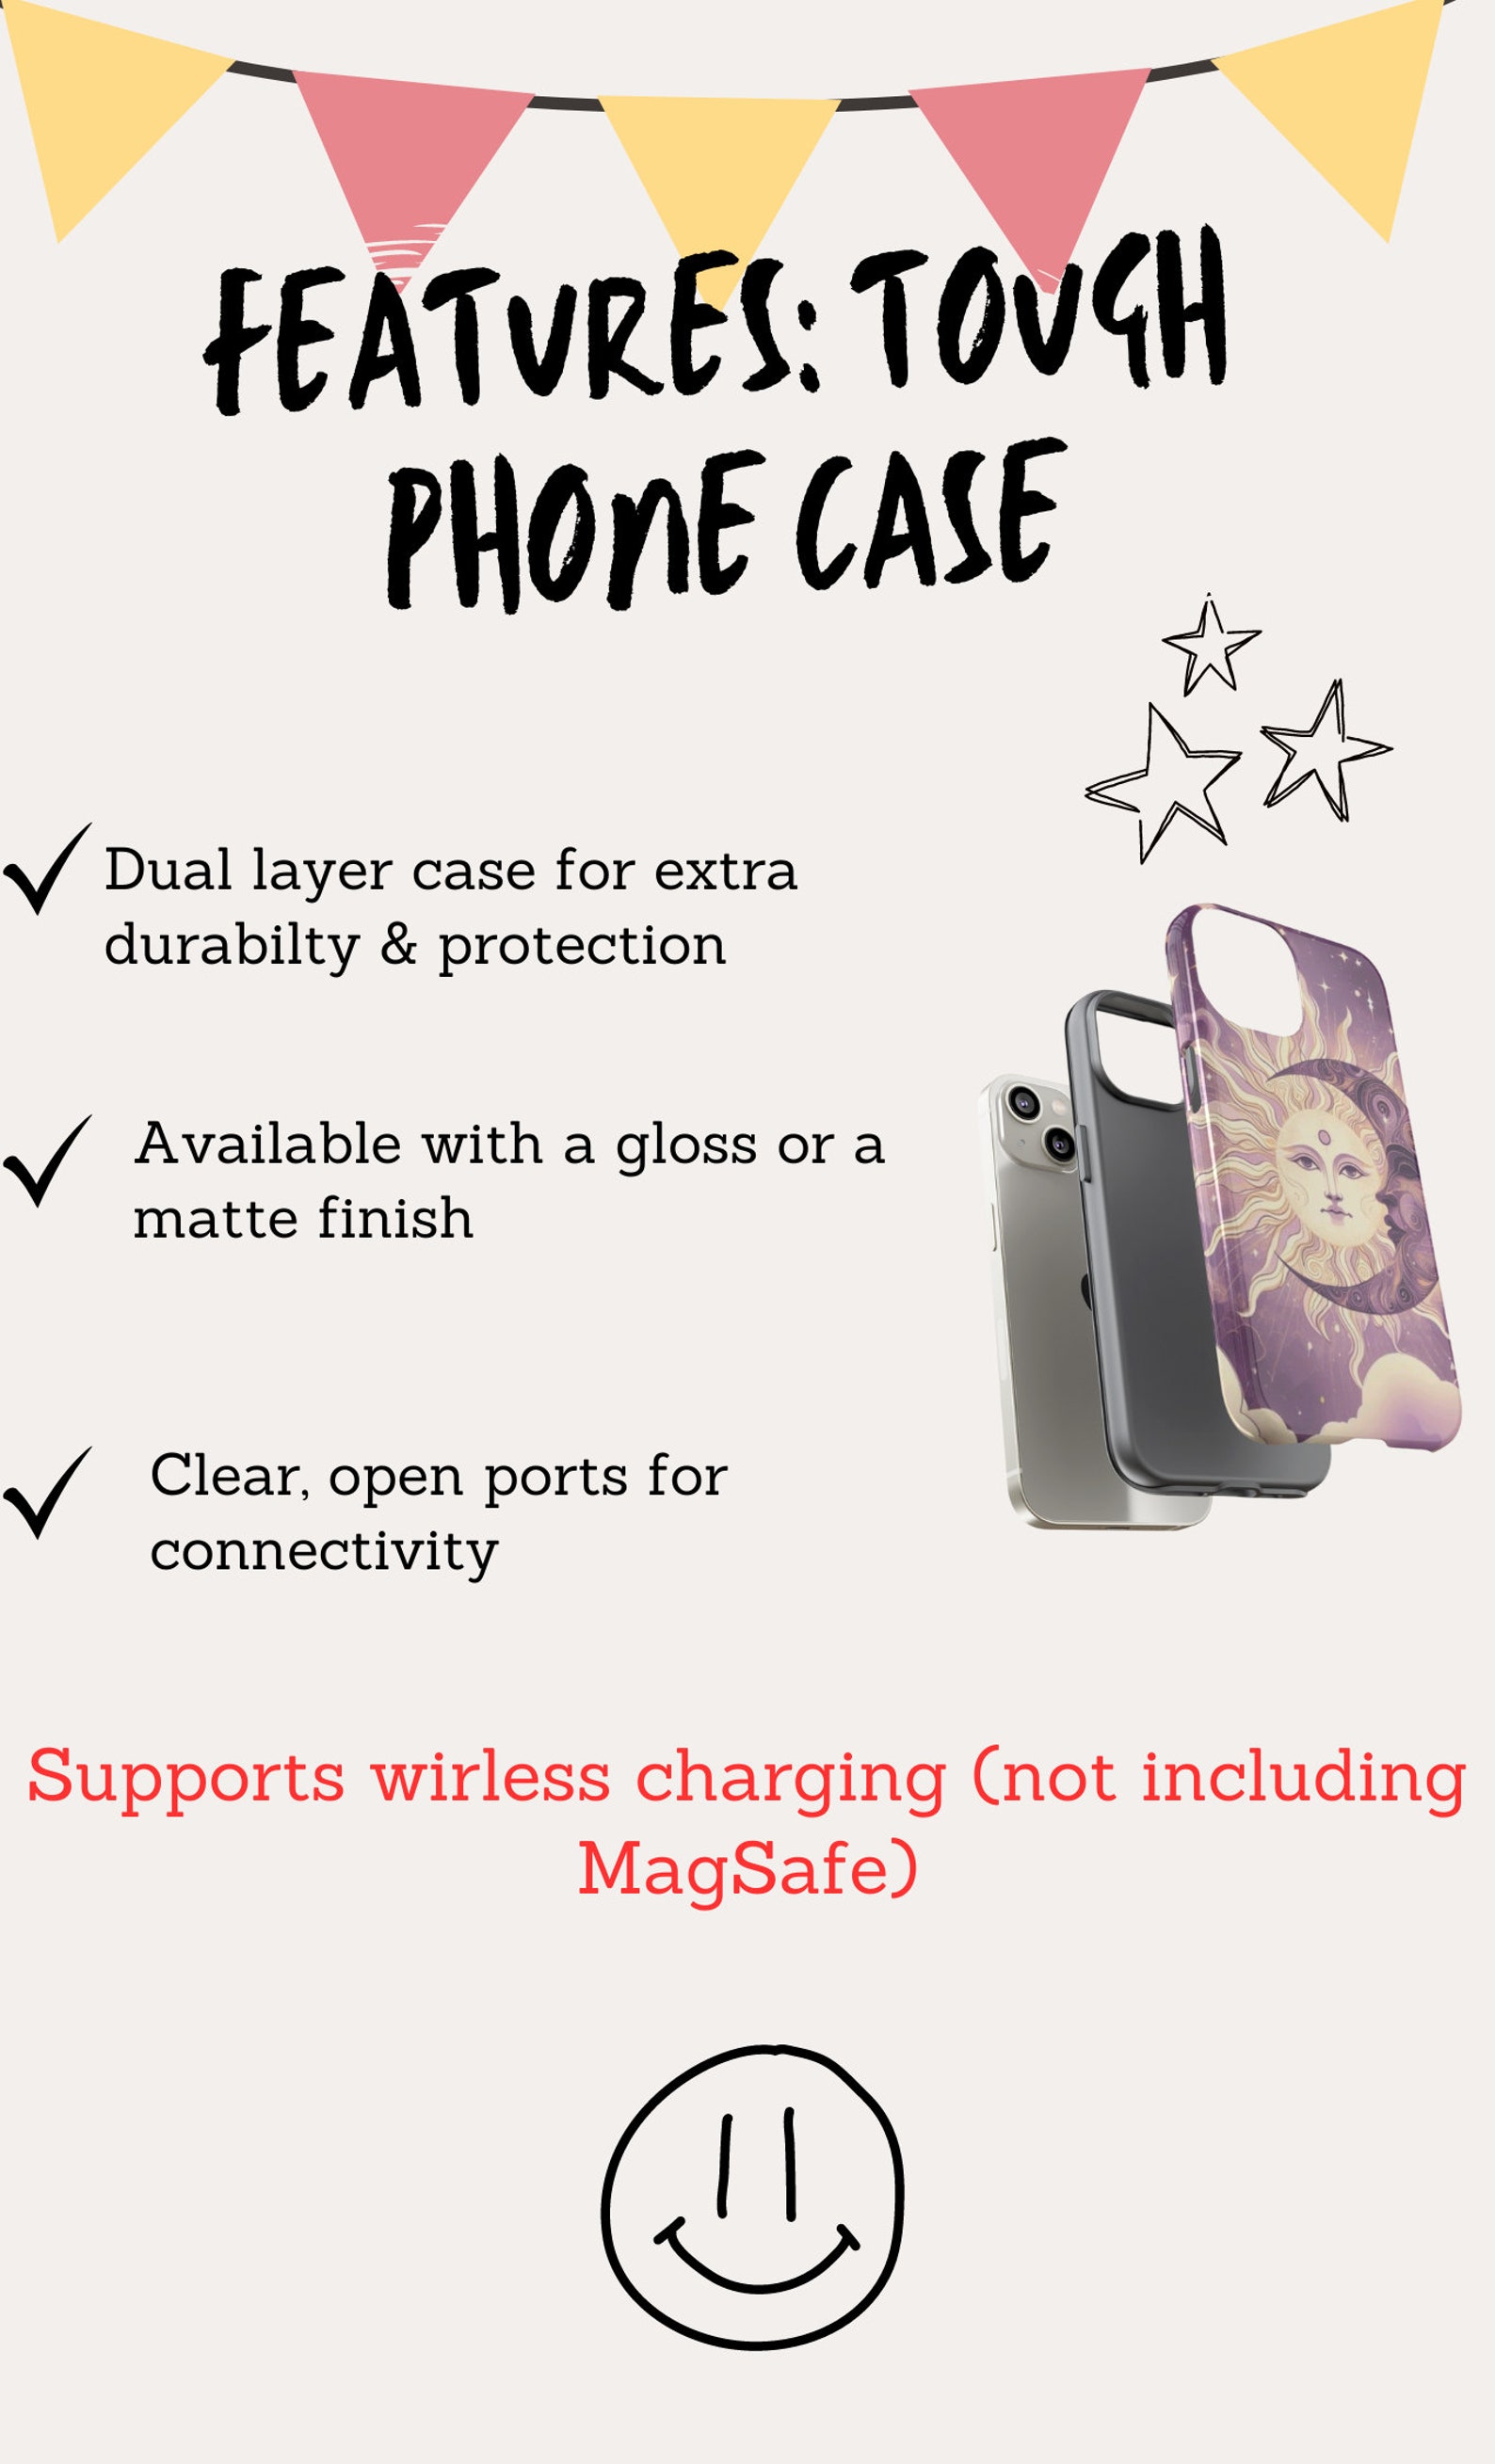 FEATURES: TOUGH
PHONE CASE
Dual layer case for extra
durabilty & protection
Available with a gloss or a
matte finish
Clear, open ports for
connectivity
Supports wirless charging (not including
MagSafe)